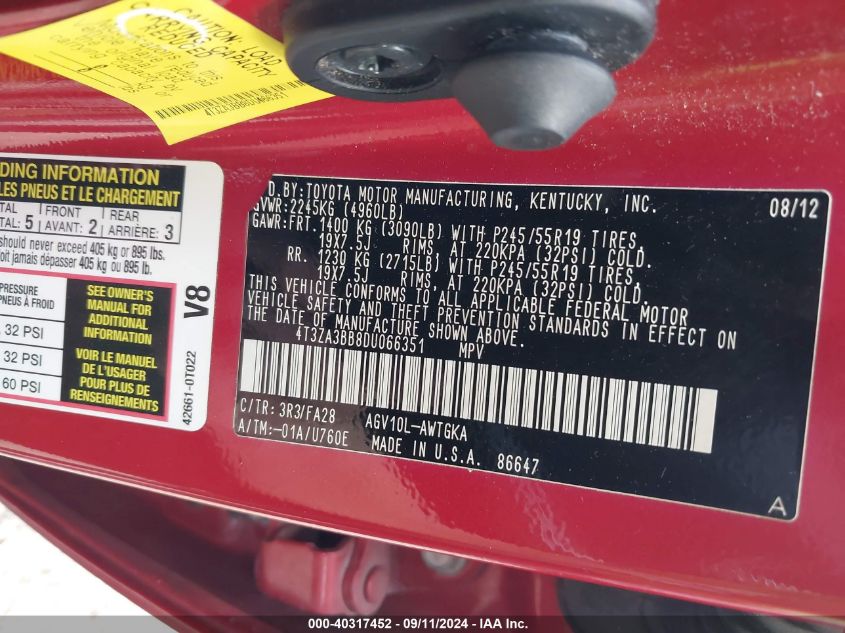 CAUTION LOAD
REDUCED
4T3ZA3BB8DU066351
DING INFORMATION
LES PNEUS ET LE CHARGEMENT
TAL FRONT REAR
TAL: 5 AVANT: 2 ARRIÈRE: 3
should never exceed 405 kg or 895 lbs.
oit jamais dépasser 405 kg ou 895 lb.
PRESSURE
PNEUS À FROID
32 PSI
32 PSI
60 PSI
SEE OWNER'S
MANUAL FOR
ADDITIONAL
INFORMATION
VOIR LE MANUEL
DE L'USAGER
POUR PLUS DE
RENSEIGNEMENTS
V8
42661-0T022
D.BY:TOYOTA MOTOR MANUFACTURING, KENTUCKY, INC. 08/12
GVWR:2245KG (4960LB)
GAWR:FRT.1400 KG (3090LB) WITH P245/55R19 TIRES,
19X7.5J RIMS, AT 220KPA (32PSI) COLD.
RR. 1230 KG (2715LB) WITH P245/55R19 TIRES,
19X7.5J RIMS, AT 220KPA (32PSI) COLD.
THIS VEHICLE CONFORMS TO ALL APPLICABLE FEDERAL MOTOR
VEHICLE SAFETY AND THEFT PREVENTION STANDARDS IN EFFECT ON
THE DATE OF MANUFACTURE SHOWN ABOVE.
4T3ZA3BB8DU066351 MPV
C/TR: 3R3/FA28 AGV10L-AWTGKA
A/TM:-01A/U760E MADE IN U.S.A. 86647
A
000-40317452 - 09/11/2024 - IAA Inc.